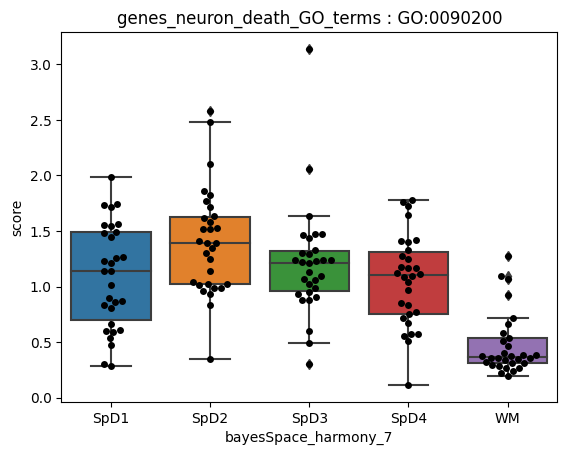 genes_neuron_death_GO_terms : GO:0090200
3.0
2.5
2.0
1.5
1.0
0.5
0.0
score
SpD1 SpD2 SpD3 SpD4 WM
bayesSpace_harmony_7